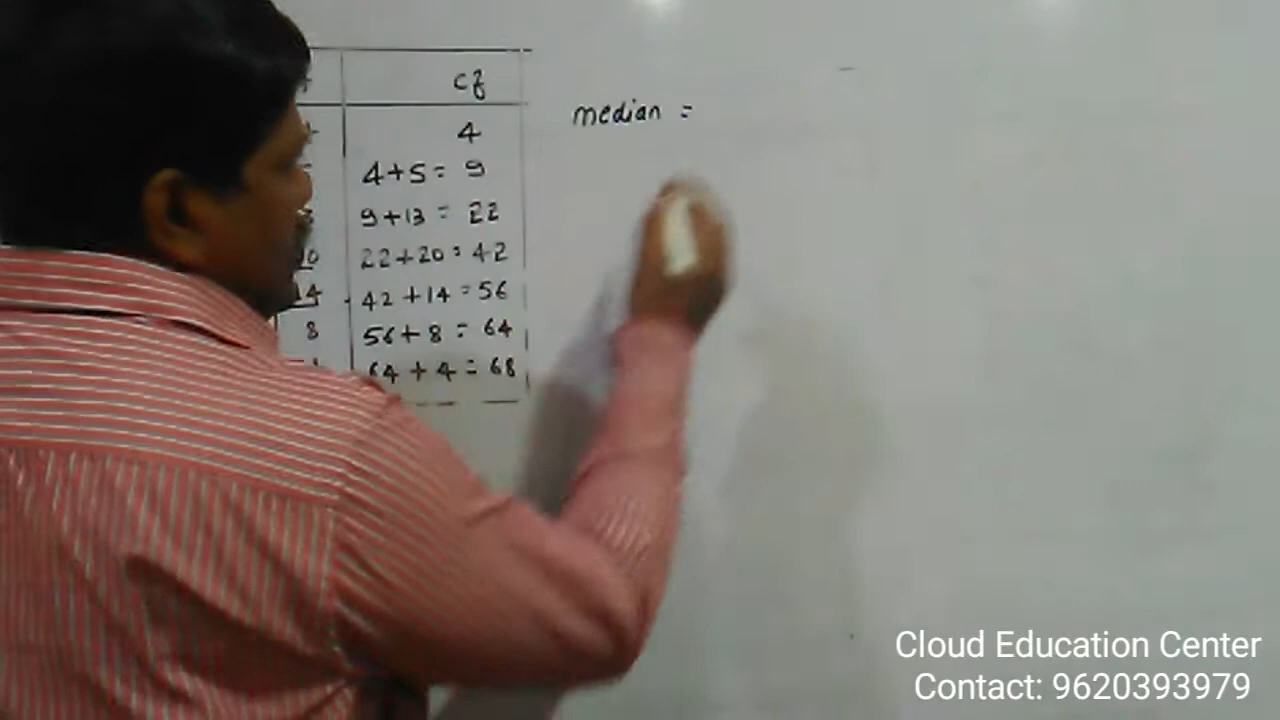 cf
median =
4
4+5= 9
9+13 = 22
22+20 = 42
14 42 +14 = 56
8 56+ 8 = 64
64 + 4 = 68
Cloud Education Center
Contact: 9620393979